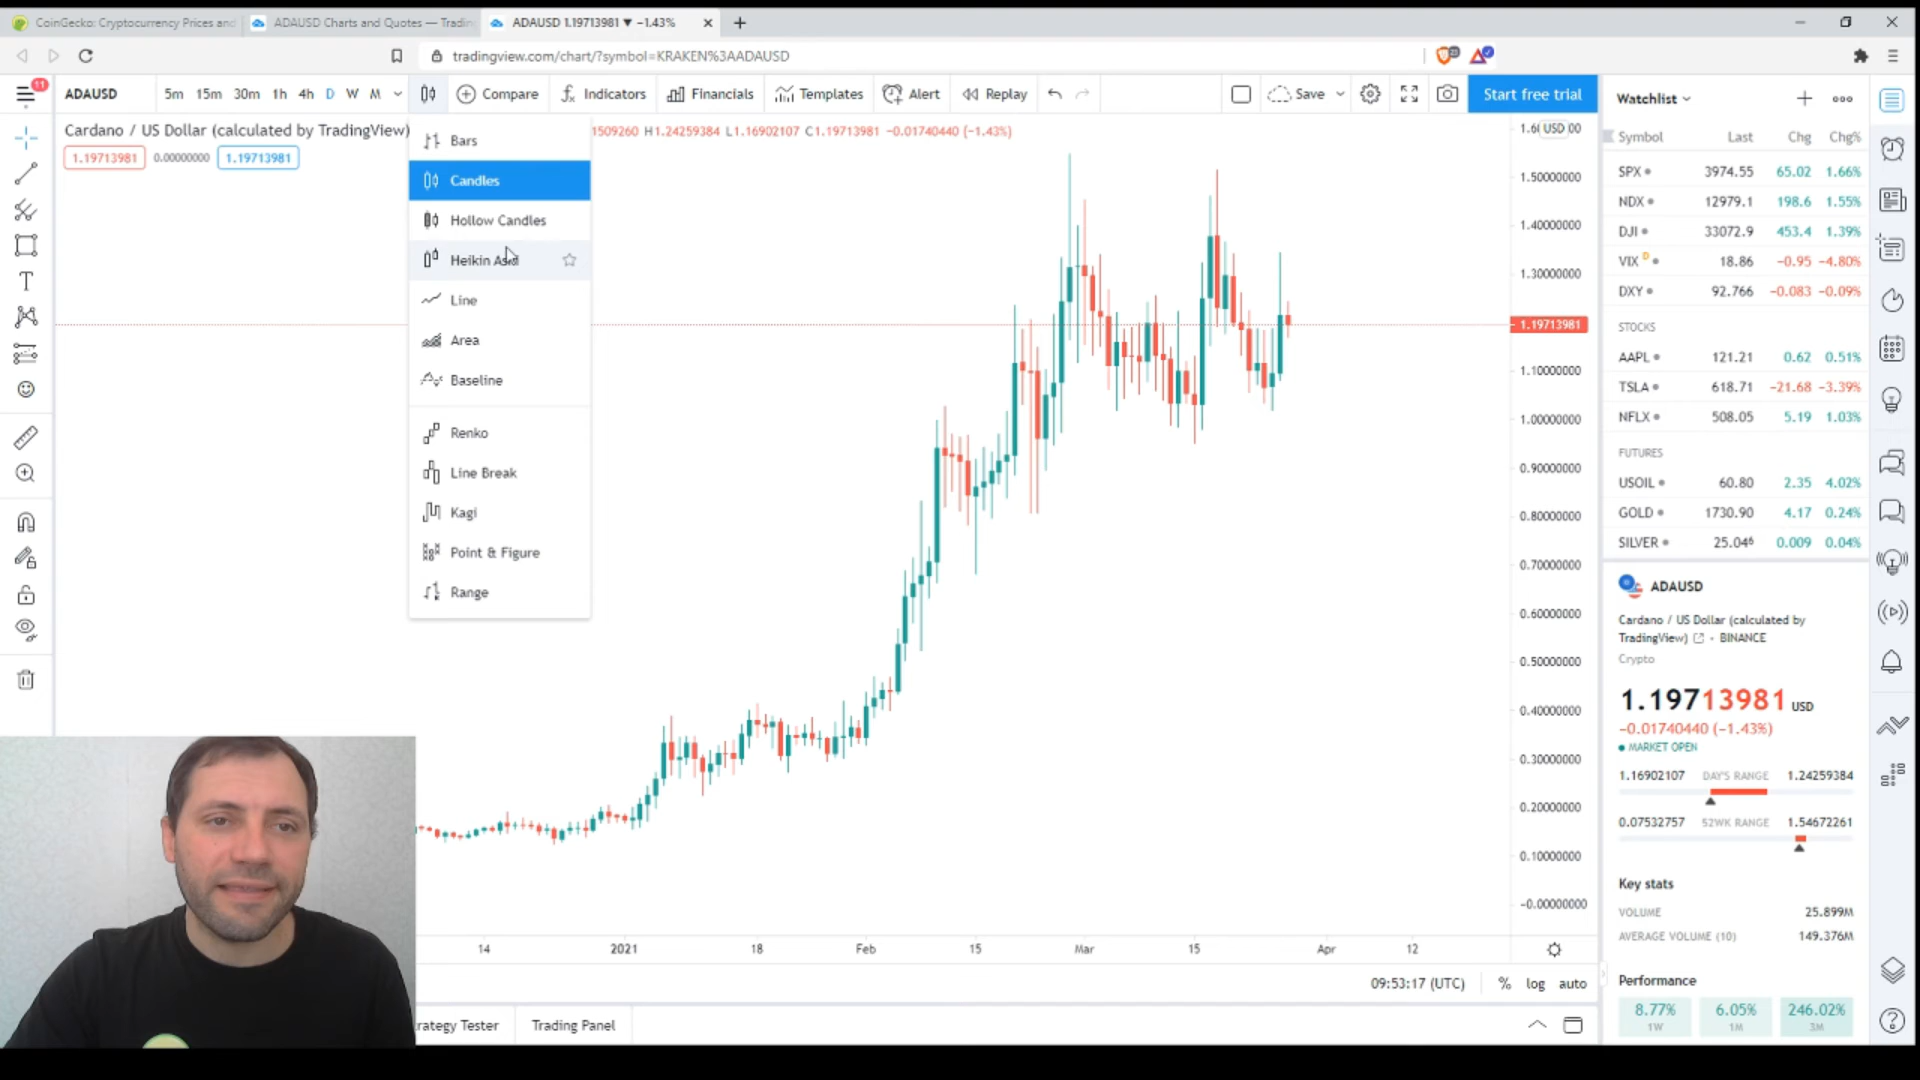 CoinGecko: Cryptocurrency Prices and
ADAUSD Charts and Quotes — Tradin
ADAUSD 1.19713981 ▼ −1.43%
tradingview.com/chart/?symbol=KRAKEN%3AADAUSD
11
ADAUSD
5m 15m 30m 1h 4h D W M
Compare
Indicators
Financials
Templates
Alert
Replay
Save
Start free trial
Cardano / US Dollar (calculated by TradingView)
1509260 H1.24259384 L1.16902107 C1.19713981 −0.01740440 (−1.43%)
1.19713981 0.00000000 1.19713981
Bars
Candles
Hollow Candles
Heikin
Line
Area
Baseline
Renko
Line Break
Kagi
Point & Figure
Range
USD
1.50000000
1.40000000
1.30000000
1.19713981
1.10000000
1.00000000
0.90000000
0.80000000
0.70000000
0.60000000
0.50000000
0.40000000
0.30000000
0.20000000
0.10000000
−0.00000000
14 2021 18 Feb 15 Mar 15 Apr 12
09:53:17 (UTC) % log auto
rategy Tester
Trading Panel
Watchlist
Symbol Last Chg Chg%
SPX 3974.55 65.02 1.66%
NDX 12979.1 198.6 1.55%
DJI 33072.9 453.4 1.39%
VIX D 18.86 −0.95 −4.80%
DXY 92.766 −0.083 −0.09%
STOCKS
AAPL 121.21 0.62 0.51%
TSLA 618.71 −21.68 −3.39%
NFLX 508.05 5.19 1.03%
FUTURES
USOIL 60.80 2.35 4.02%
GOLD 1730.90 4.17 0.24%
SILVER 25.046 0.009 0.04%
ADAUSD
Cardano / US Dollar (calculated by
TradingView) - BINANCE
Crypto
1.19713981 USD
−0.01740440 (−1.43%)
MARKET OPEN
1.16902107 DAY'S RANGE 1.24259384
0.07532757 52WK RANGE 1.54672261
Key stats
VOLUME 25.899M
AVERAGE VOLUME (10) 149.376M
Performance
8.77% 6.05% 246.02%
1W 1M 3M